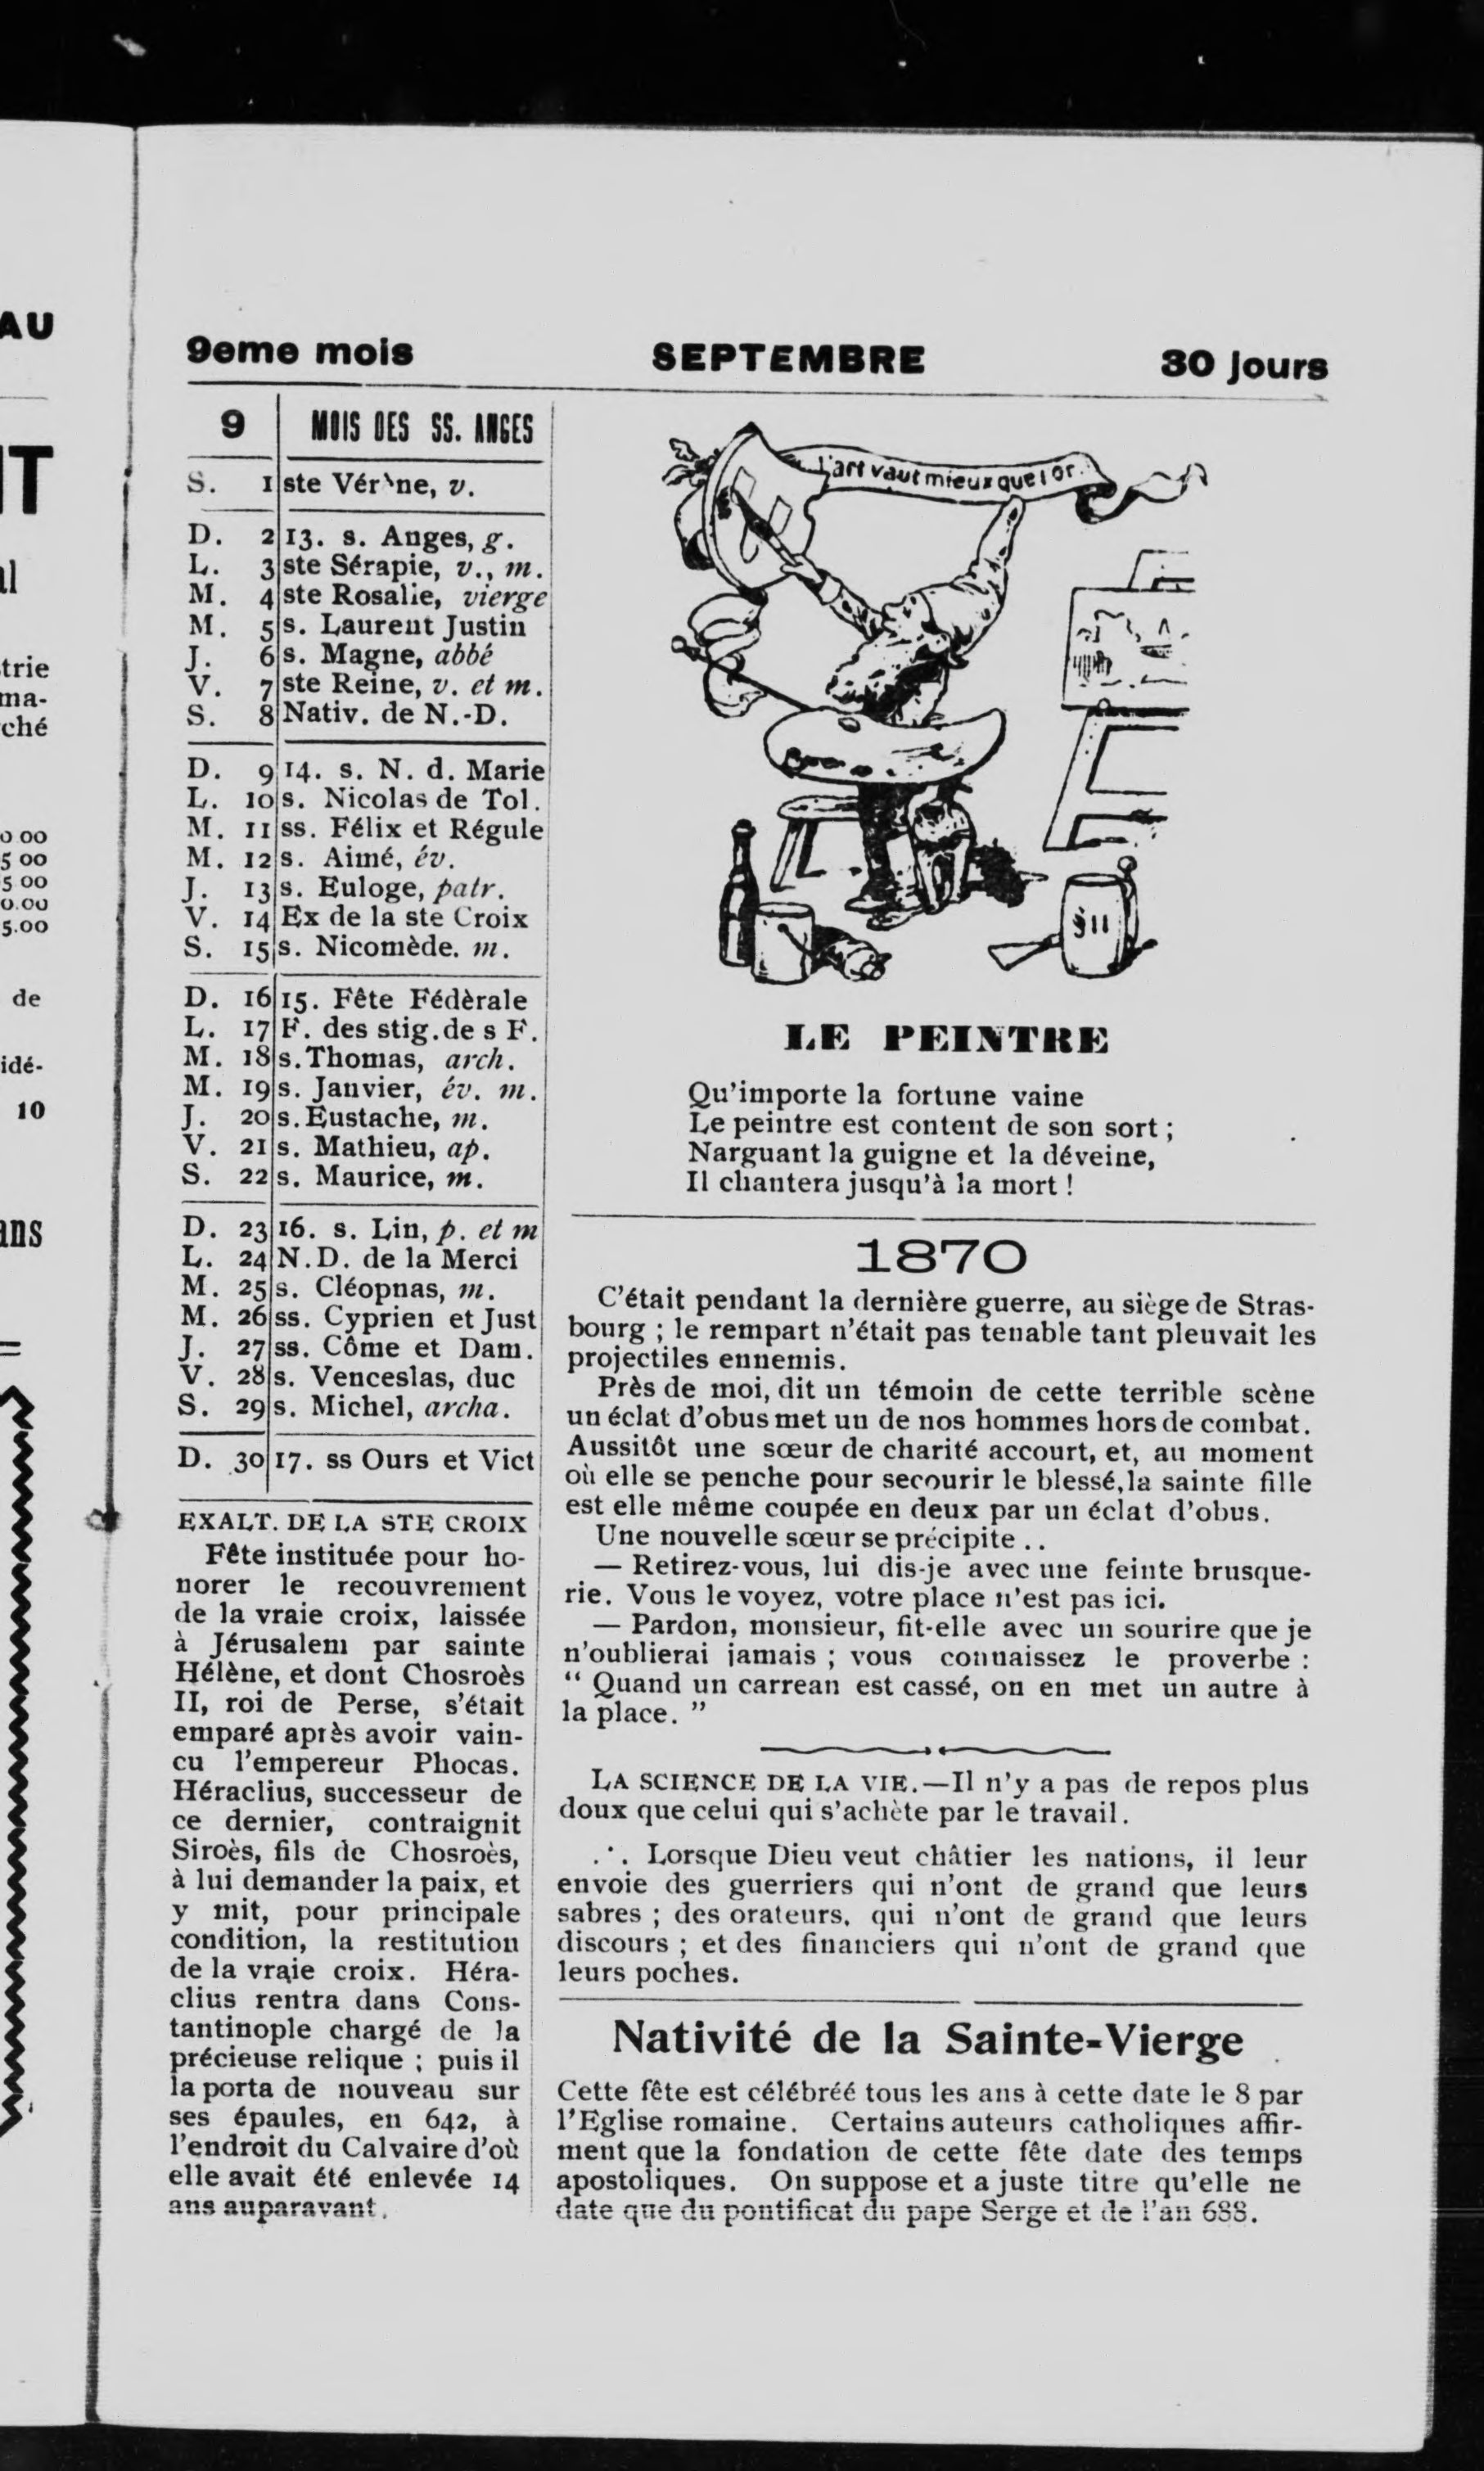 AU
IT
al
trie
ma-
ché
0 00
5 00
5 00
0.00
5.00
de
idé-
10
ans
9eme mois SEPTEMBRE 30 Jours
9 MOIS DES SS. ANGES
S. 1 ste Vér ne, v.
D. 2 13. s. Anges, g.
L. 3 ste Sérapie, v., m.
M. 4 ste Rosalie, vierge
M. 5 s. Laurent Justin
J. 6 s. Magne, abbé
V. 7 ste Reine, v. et m.
S. 8 Nativ. de N.-D.
D. 9 14. s. N. d. Marie
L. 10 s. Nicolas de Tol.
M. 11 ss. Félix et Régule
M. 12 s. Aimé, év.
J. 13 s. Euloge, patr.
V. 14 Ex de la ste Croix
S. 15 s. Nicomède. m.
D. 16 15. Fête Fédèrale
L. 17 F. des stig. de s F.
M. 18 s. Thomas, arch.
M. 19 s. Janvier, év. m.
J. 20 s. Eustache, m.
V. 21 s. Mathieu, ap.
S. 22 s. Maurice, m.
D. 23 16. s. Lin, p. et m
L. 24 N.D. de la Merci
M. 25 s. Cléopnas, m.
M. 26 ss. Cyprien et Just
J. 27 ss. Côme et Dam.
V. 28 s. Venceslas, duc
S. 29 s. Michel, archa.
D. 30 17. ss Ours et Vict
EXALT. DE LA STE CROIX
Fête instituée pour ho-
norer le recouvrement
de la vraie croix, laissée
à Jérusalem par sainte
Hélène, et dont Chosroès
II, roi de Perse, s'était
emparé après avoir vain-
cu l'empereur Phocas.
Héraclius, successeur de
ce dernier, contraignit
Siroès, fils de Chosroès,
à lui demander la paix, et
y mit, pour principale
condition, la restitution
de la vraie croix. Héra-
clius rentra dans Cons-
tantinople chargé de la
précieuse relique ; puis il
la porta de nouveau sur
ses épaules, en 642, à
l'endroit du Calvaire d'où
elle avait été enlevée 14
ans auparavant.
L'art vaut mieux que l'or
LE PEINTRE
Qu'importe la fortune vaine
Le peintre est content de son sort ;
Narguant la guigne et la déveine,
Il chantera jusqu'à la mort !
1870
C'était pendant la dernière guerre, au siège de Stras-
bourg ; le rempart n'était pas tenable tant pleuvait les
projectiles ennemis.
Près de moi, dit un témoin de cette terrible scène
un éclat d'obus met un de nos hommes hors de combat.
Aussitôt une sœur de charité accourt, et, au moment
où elle se penche pour secourir le blessé, la sainte fille
est elle même coupée en deux par un éclat d'obus.
Une nouvelle sœur se précipite ..
— Retirez-vous, lui dis-je avec une feinte brusque-
rie. Vous le voyez, votre place n'est pas ici.
— Pardon, monsieur, fit-elle avec un sourire que je
n'oublierai jamais ; vous connaissez le proverbe :
“ Quand un carrean est cassé, on en met un autre à
la place. ”
LA SCIENCE DE LA VIE.—Il n'y a pas de repos plus
doux que celui qui s'achète par le travail.
.·. Lorsque Dieu veut châtier les nations, il leur
envoie des guerriers qui n'ont de grand que leurs
sabres ; des orateurs, qui n'ont de grand que leurs
discours ; et des financiers qui n'ont de grand que
leurs poches.
Nativité de la Sainte-Vierge
Cette fête est célébréé tous les ans à cette date le 8 par
l'Eglise romaine. Certains auteurs catholiques affir-
ment que la fondation de cette fête date des temps
apostoliques. On suppose et a juste titre qu'elle ne
date que du pontificat du pape Serge et de l'an 688.